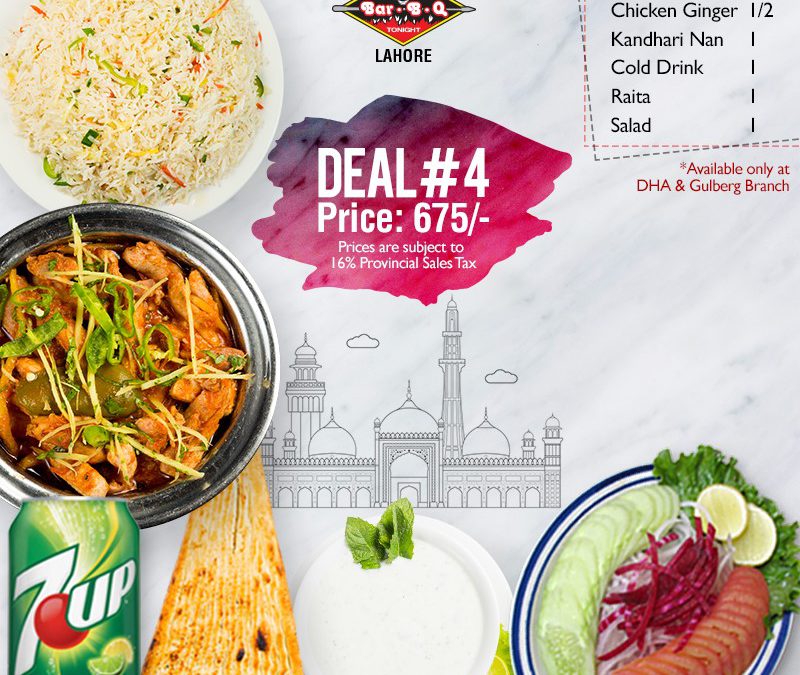 Bar·B·Q
TONIGHT
LAHORE
Chicken Ginger 1/2
Kandhari Nan 1
Cold Drink 1
Raita 1
Salad 1
*Available only at
DHA & Gulberg Branch
DEAL#4
Price: 675/-
Prices are subject to
16% Provincial Sales Tax
7UP